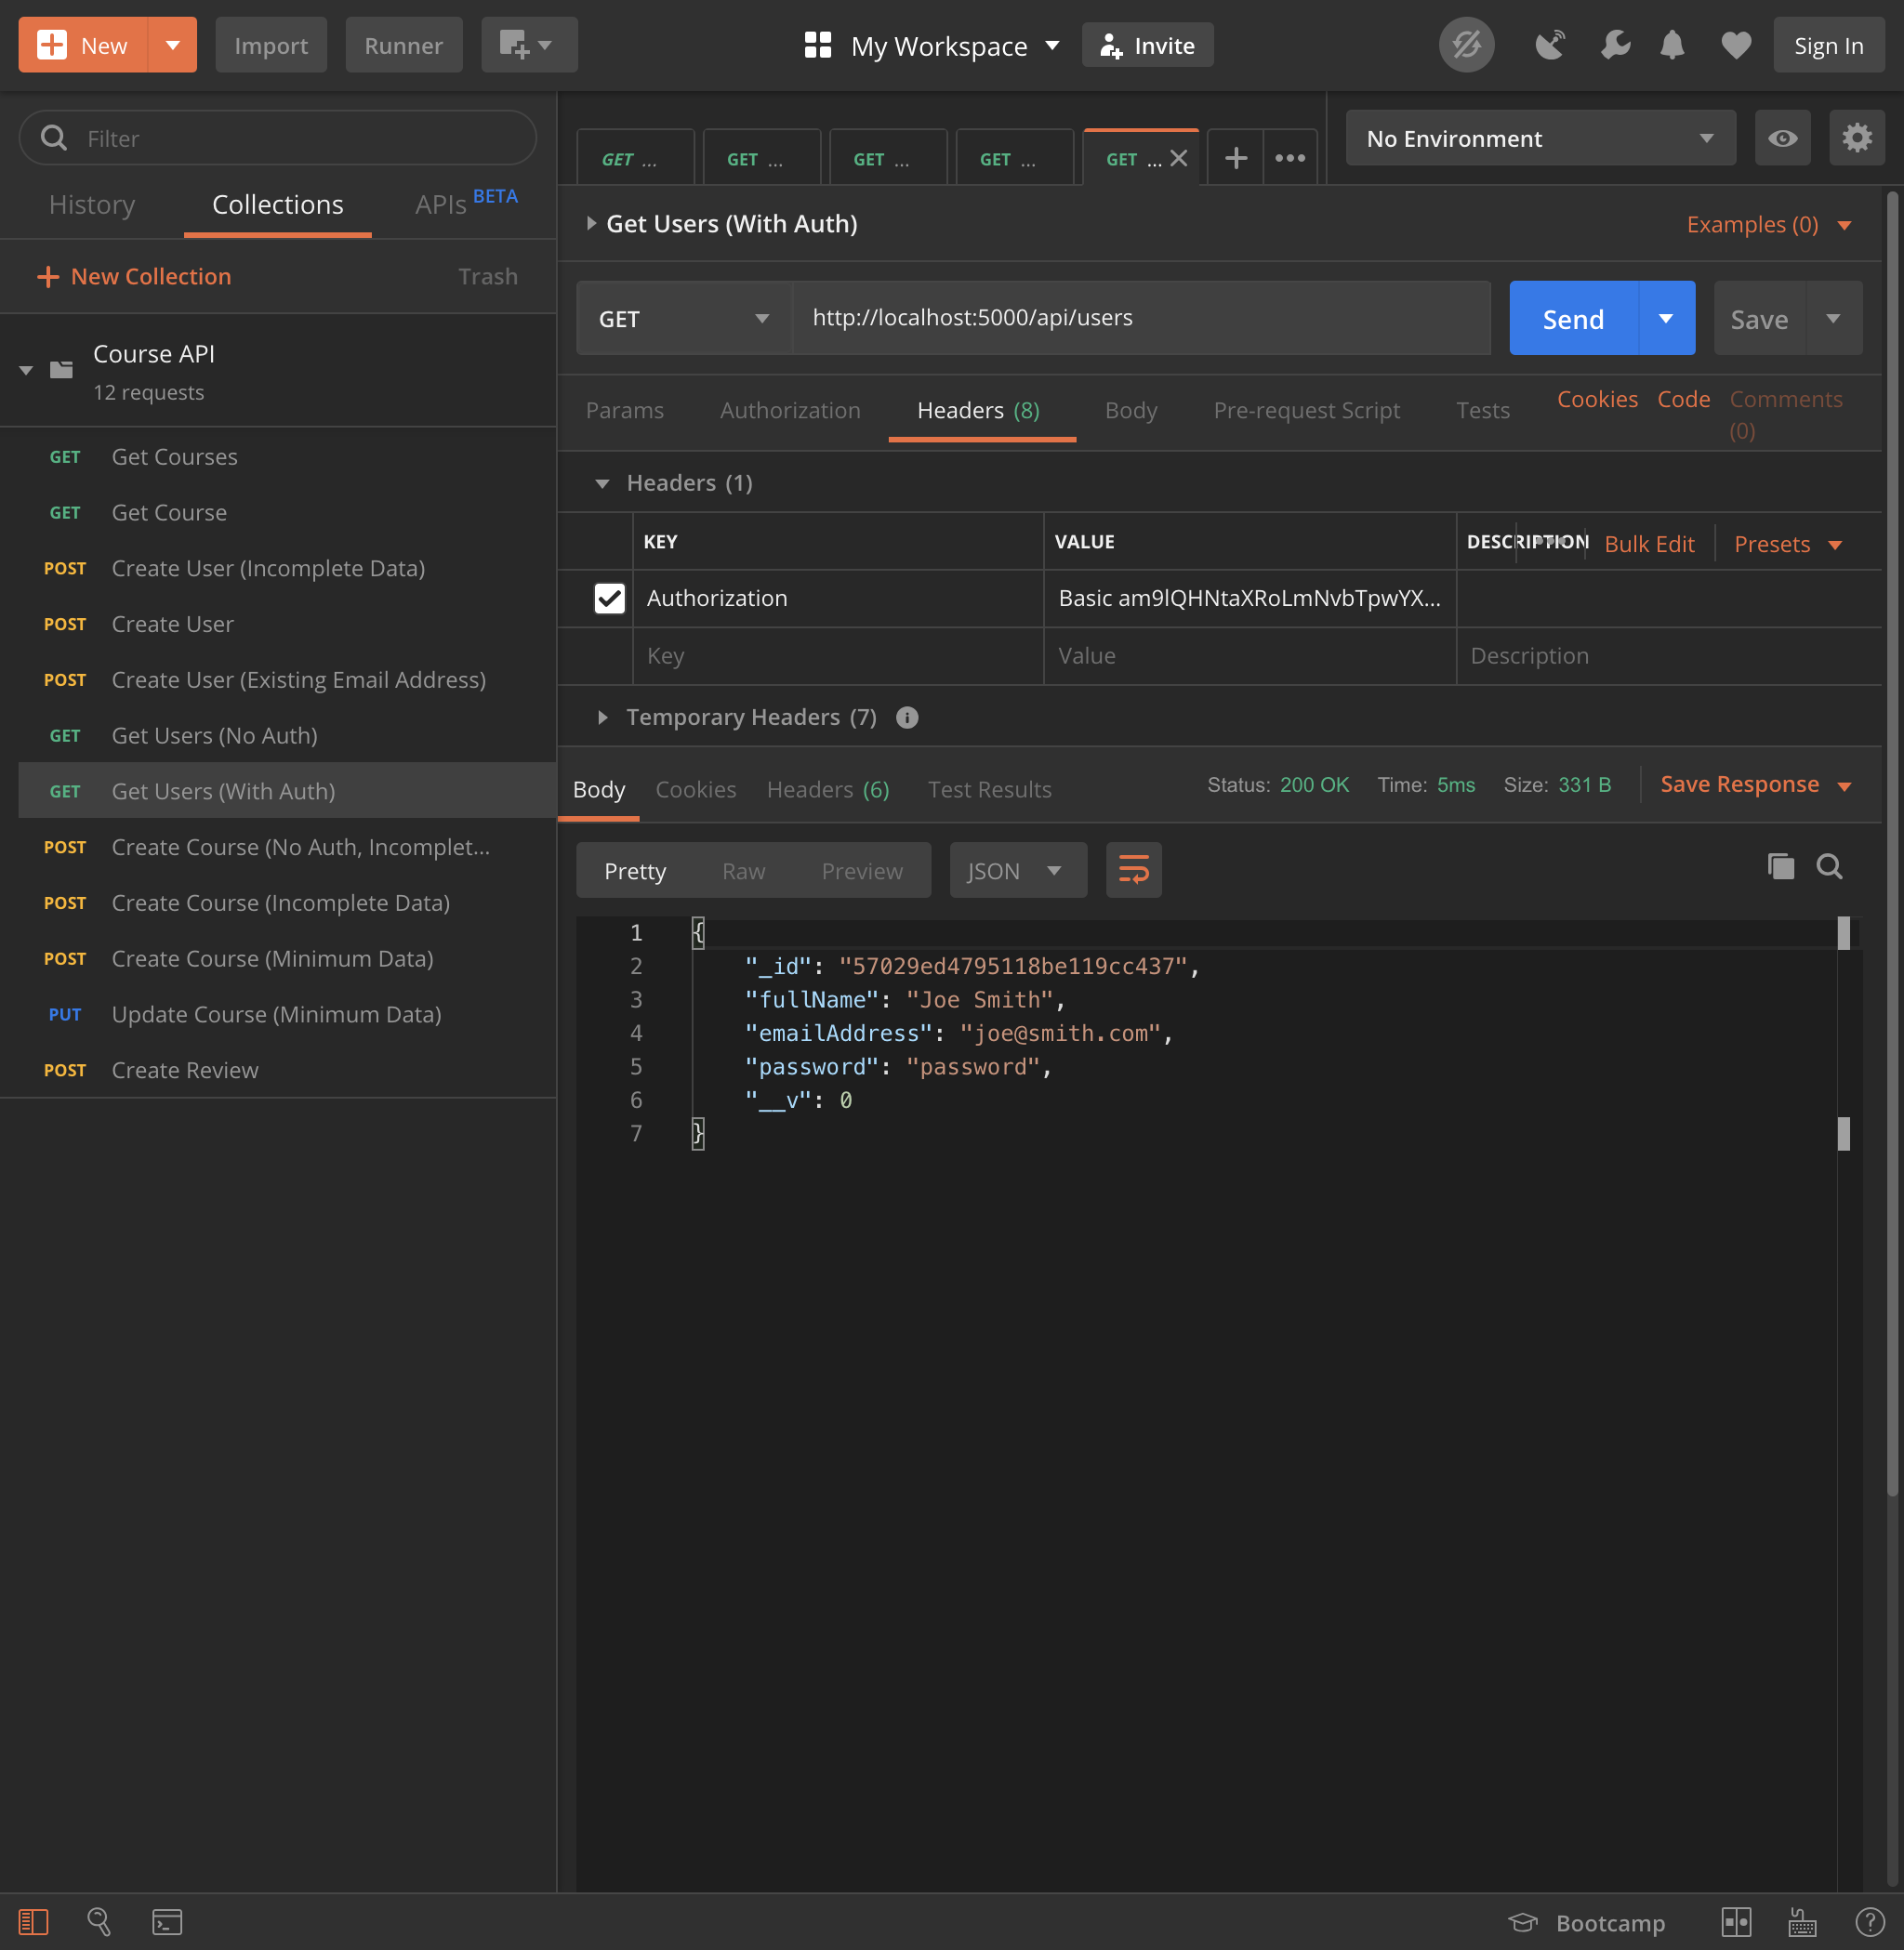 New
Import
Runner
My Workspace
Invite
Sign In
Filter
History
Collections
APIs BETA
New Collection
Trash
Course API
12 requests
GET Get Courses
GET Get Course
POST Create User (Incomplete Data)
POST Create User
POST Create User (Existing Email Address)
GET Get Users (No Auth)
GET Get Users (With Auth)
POST Create Course (No Auth, Incomplet...
POST Create Course (Incomplete Data)
POST Create Course (Minimum Data)
PUT Update Course (Minimum Data)
POST Create Review
GET ...
GET ...
GET ...
GET ...
GET ...
No Environment
Get Users (With Auth)
Examples (0)
GET
http://localhost:5000/api/users
Send
Save
Params
Authorization
Headers (8)
Body
Pre-request Script
Tests
Cookies
Code
Comments
(0)
Headers (1)
KEY
VALUE
DESCRIPTION
Bulk Edit
Presets
Authorization
Basic am9lQHNtaXRoLmNvbTpwYX...
Key
Value
Description
Temporary Headers (7)
Body
Cookies
Headers (6)
Test Results
Status: 200 OK
Time: 5ms
Size: 331 B
Save Response
Pretty
Raw
Preview
JSON
1 {
2 "_id": "57029ed4795118be119cc437",
3 "fullName": "Joe Smith",
4 "emailAddress": "joe@smith.com",
5 "password": "password",
6 "__v": 0
7 }
Bootcamp